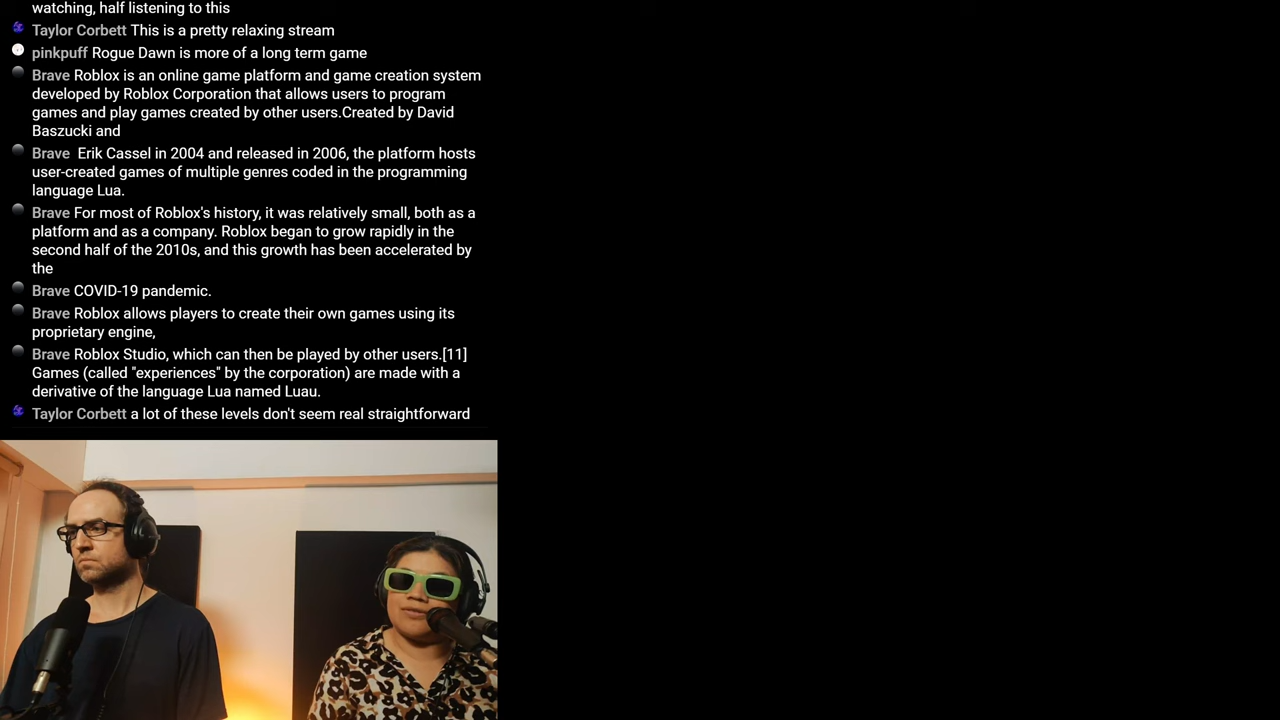 watching, half listening to this
Taylor Corbett This is a pretty relaxing stream
pinkpuff Rogue Dawn is more of a long term game
Brave Roblox is an online game platform and game creation system
developed by Roblox Corporation that allows users to program
games and play games created by other users.Created by David
Baszucki and
Brave Erik Cassel in 2004 and released in 2006, the platform hosts
user-created games of multiple genres coded in the programming
language Lua.
Brave For most of Roblox's history, it was relatively small, both as a
platform and as a company. Roblox began to grow rapidly in the
second half of the 2010s, and this growth has been accelerated by
the
Brave COVID-19 pandemic.
Brave Roblox allows players to create their own games using its
proprietary engine,
Brave Roblox Studio, which can then be played by other users.[11]
Games (called "experiences" by the corporation) are made with a
derivative of the language Lua named Luau.
Taylor Corbett a lot of these levels don't seem real straightforward